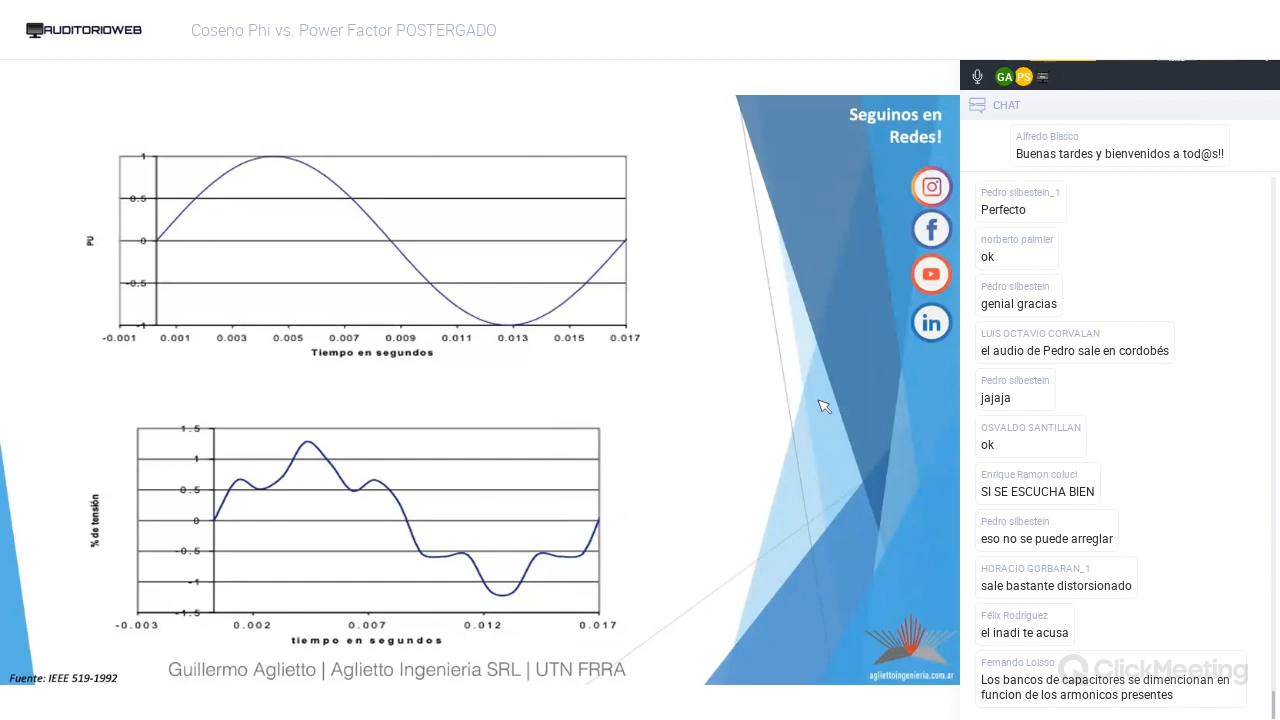 AUDITORIOWEB
Coseno Phi vs. Power Factor POSTERGADO
GA
PS
CHAT
Alfredo Blasco
Buenas tardes y bienvenidos a tod@s!!
Pedro silbestein_1
Perfecto
norberto palmier
ok
Pedro silbestein
genial gracias
LUIS OCTAVIO CORVALAN
el audio de Pedro sale en cordobés
Pedro silbestein
jajaja
OSVALDO SANTILLAN
ok
Enrique Ramon coluci
SI SE ESCUCHA BIEN
Pedro silbestein
eso no se puede arreglar
HORACIO GORBARAN_1
sale bastante distorsionado
Félix Rodríguez
el inadi te acusa
Fernando Loisso
Los bancos de capacitores se dimencionan en
funcion de los armonicos presentes
ClickMeeting
Seguinos en
Redes!
in
1
0.5
0
-0.5
-1
PU
-0.001 0.001 0.003 0.005 0.007 0.009 0.011 0.013 0.015 0.017
Tiempo en segundos
1.5
1
0.5
0
-0.5
-1
-1.5
% de tensión
-0.003 0.002 0.007 0.012 0.017
tiempo en segundos
Guillermo Aglietto | Aglietto Ingenieria SRL | UTN FRRA
Fuente: IEEE 519-1992
agliettoingenieria.com.ar